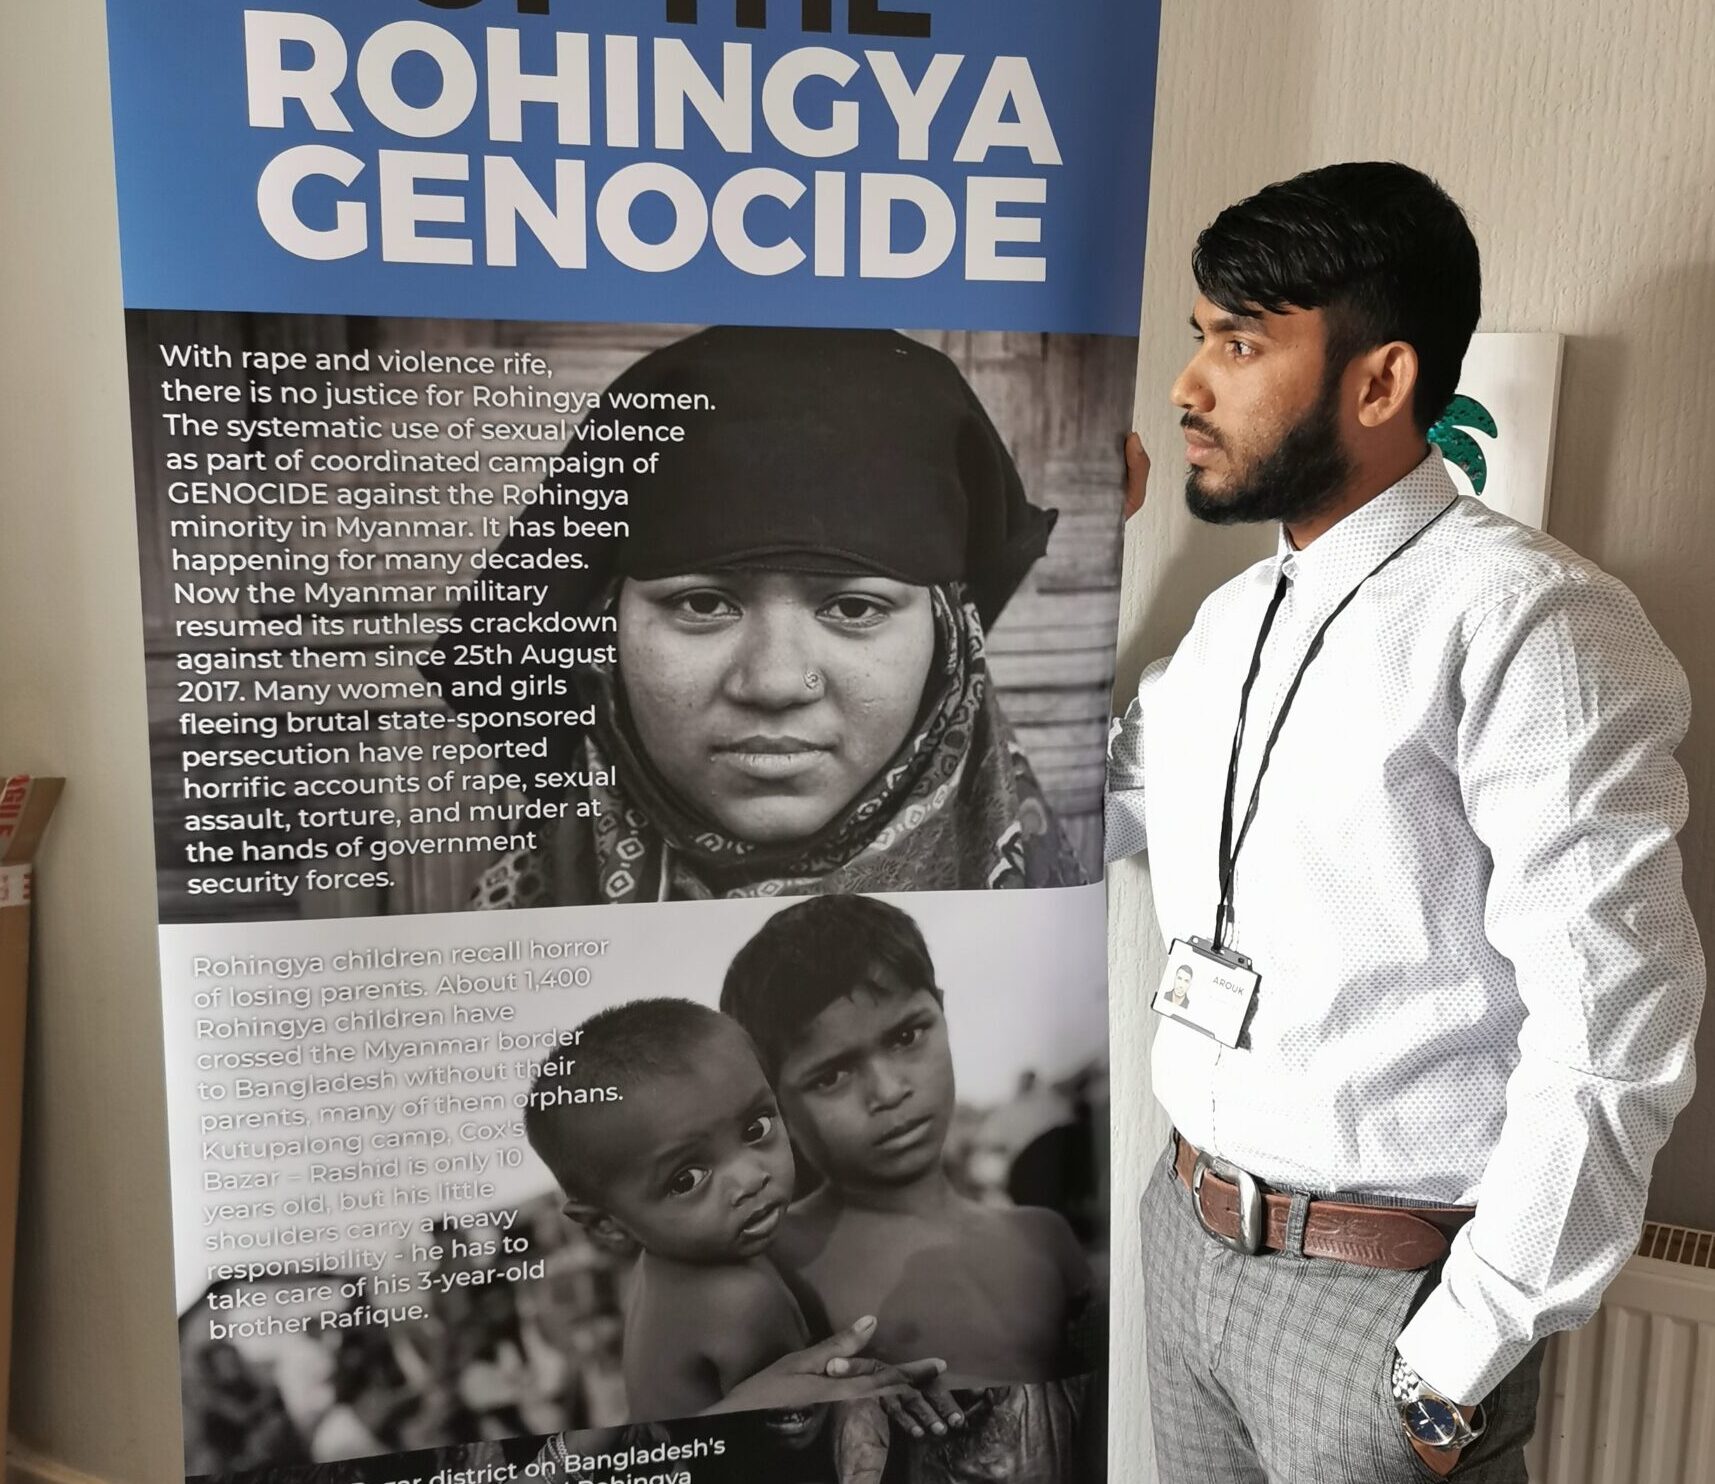 OF THE
ROHINGYA
GENOCIDE
With rape and violence rife,
there is no justice for Rohingya women.
The systematic use of sexual violence
as part of coordinated campaign of
GENOCIDE against the Rohingya
minority in Myanmar. It has been
happening for many decades.
Now the Myanmar military
resumed its ruthless crackdown
against them since 25th August
2017. Many women and girls
fleeing brutal state-sponsored
persecution have reported
horrific accounts of rape, sexual
assault, torture, and murder at
the hands of government
security forces.
Rohingya children recall horror
of losing parents. About 1,400
Rohingya children have
crossed the Myanmar border
to Bangladesh without their
parents, many of them orphans.
Kutupalong camp, Cox's
Bazar – Rashid is only 10
years old, but his little
shoulders carry a heavy
responsibility - he has to
take care of his 3-year-old
brother Rafique.
district on Bangladesh's
Rohingya
AROUK